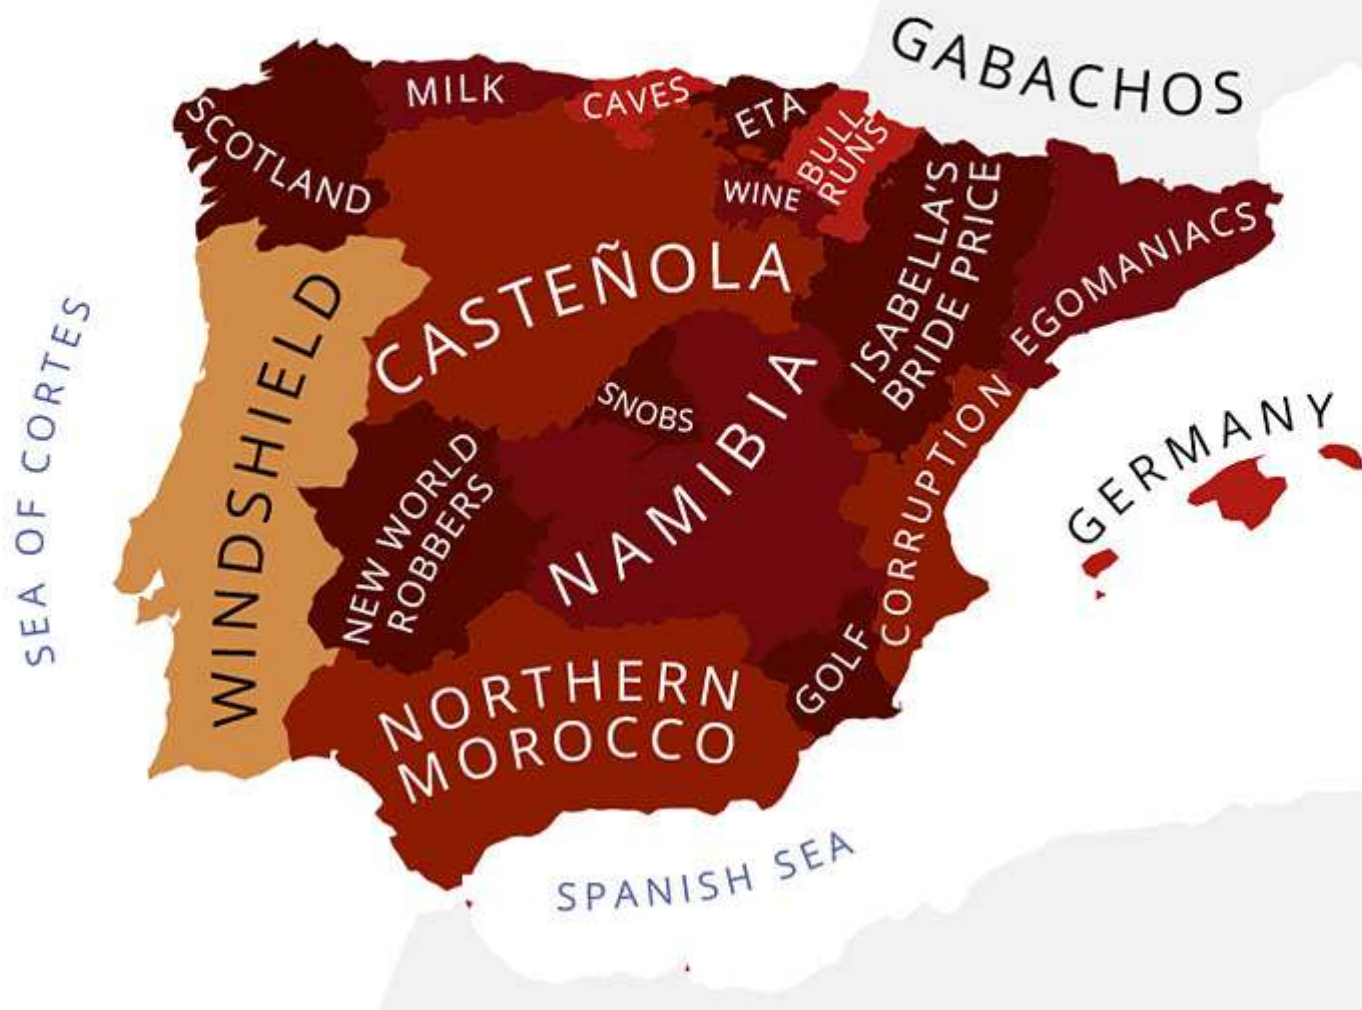 GABACHOS
MILK
CAVES
ETA
BULL
RUNS
SCOTLAND
WINE
ISABELLA'S
BRIDE PRICE
EGOMANIACS
CASTEÑOLA
WINDSHIELD
SEA OF CORTES
SNOBS
NAMIBIA
CORRUPTION
GERMANY
NEW WORLD
ROBBERS
GOLF
NORTHERN
MOROCCO
SPANISH SEA